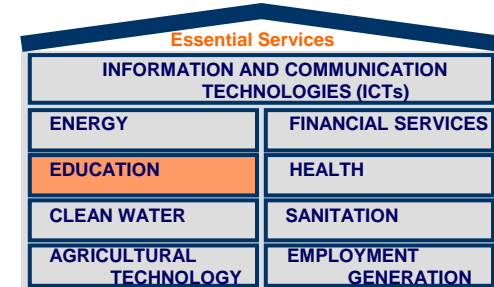 Essential Services
INFORMATION AND COMMUNICATION
TECHNOLOGIES (ICTs)
ENERGY
FINANCIAL SERVICES
EDUCATION
HEALTH
CLEAN WATER
SANITATION
AGRICULTURAL
TECHNOLOGY
EMPLOYMENT
GENERATION